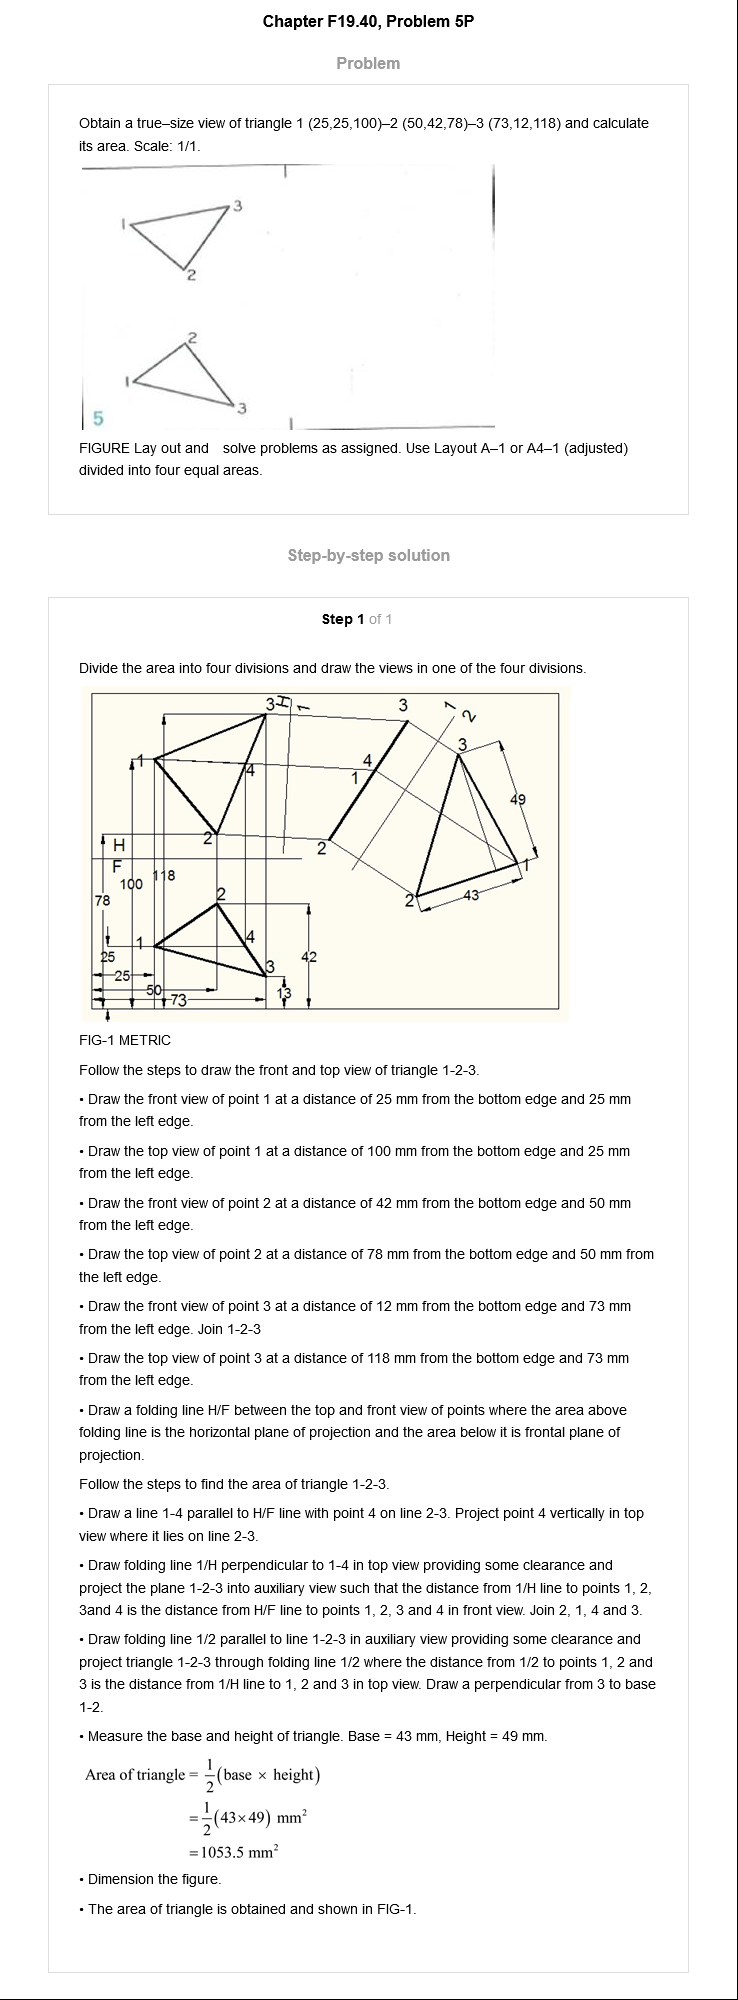 Chapter F19.40, Problem 5P
Problem
Obtain a true–size view of triangle 1 (25,25,100)–2 (50,42,78)–3 (73,12,118) and calculate
its area. Scale: 1/1.
3
1
2
2
1
3
5
FIGURE Lay out and solve problems as assigned. Use Layout A–1 or A4–1 (adjusted)
divided into four equal areas.
Step-by-step solution
Step 1 of 1
Divide the area into four divisions and draw the views in one of the four divisions.
3 H 1 3 1 2
3
1 4 4
1
49
2 2
H
F
118
100
1
78
2 2 43
1 4
25 3 42
25
50 13
73
FIG-1 METRIC
Follow the steps to draw the front and top view of triangle 1-2-3.
• Draw the front view of point 1 at a distance of 25 mm from the bottom edge and 25 mm
from the left edge.
• Draw the top view of point 1 at a distance of 100 mm from the bottom edge and 25 mm
from the left edge.
• Draw the front view of point 2 at a distance of 42 mm from the bottom edge and 50 mm
from the left edge.
• Draw the top view of point 2 at a distance of 78 mm from the bottom edge and 50 mm from
the left edge.
• Draw the front view of point 3 at a distance of 12 mm from the bottom edge and 73 mm
from the left edge. Join 1-2-3
• Draw the top view of point 3 at a distance of 118 mm from the bottom edge and 73 mm
from the left edge.
• Draw a folding line H/F between the top and front view of points where the area above
folding line is the horizontal plane of projection and the area below it is frontal plane of
projection.
Follow the steps to find the area of triangle 1-2-3.
• Draw a line 1-4 parallel to H/F line with point 4 on line 2-3. Project point 4 vertically in top
view where it lies on line 2-3.
• Draw folding line 1/H perpendicular to 1-4 in top view providing some clearance and
project the plane 1-2-3 into auxiliary view such that the distance from 1/H line to points 1, 2,
3and 4 is the distance from H/F line to points 1, 2, 3 and 4 in front view. Join 2, 1, 4 and 3.
• Draw folding line 1/2 parallel to line 1-2-3 in auxiliary view providing some clearance and
project triangle 1-2-3 through folding line 1/2 where the distance from 1/2 to points 1, 2 and
3 is the distance from 1/H line to 1, 2 and 3 in top view. Draw a perpendicular from 3 to base
1-2.
• Measure the base and height of triangle. Base = 43 mm, Height = 49 mm.
Area of triangle = 1/2 (base × height)
= 1/2 (43×49) mm²
= 1053.5 mm²
• Dimension the figure.
• The area of triangle is obtained and shown in FIG-1.